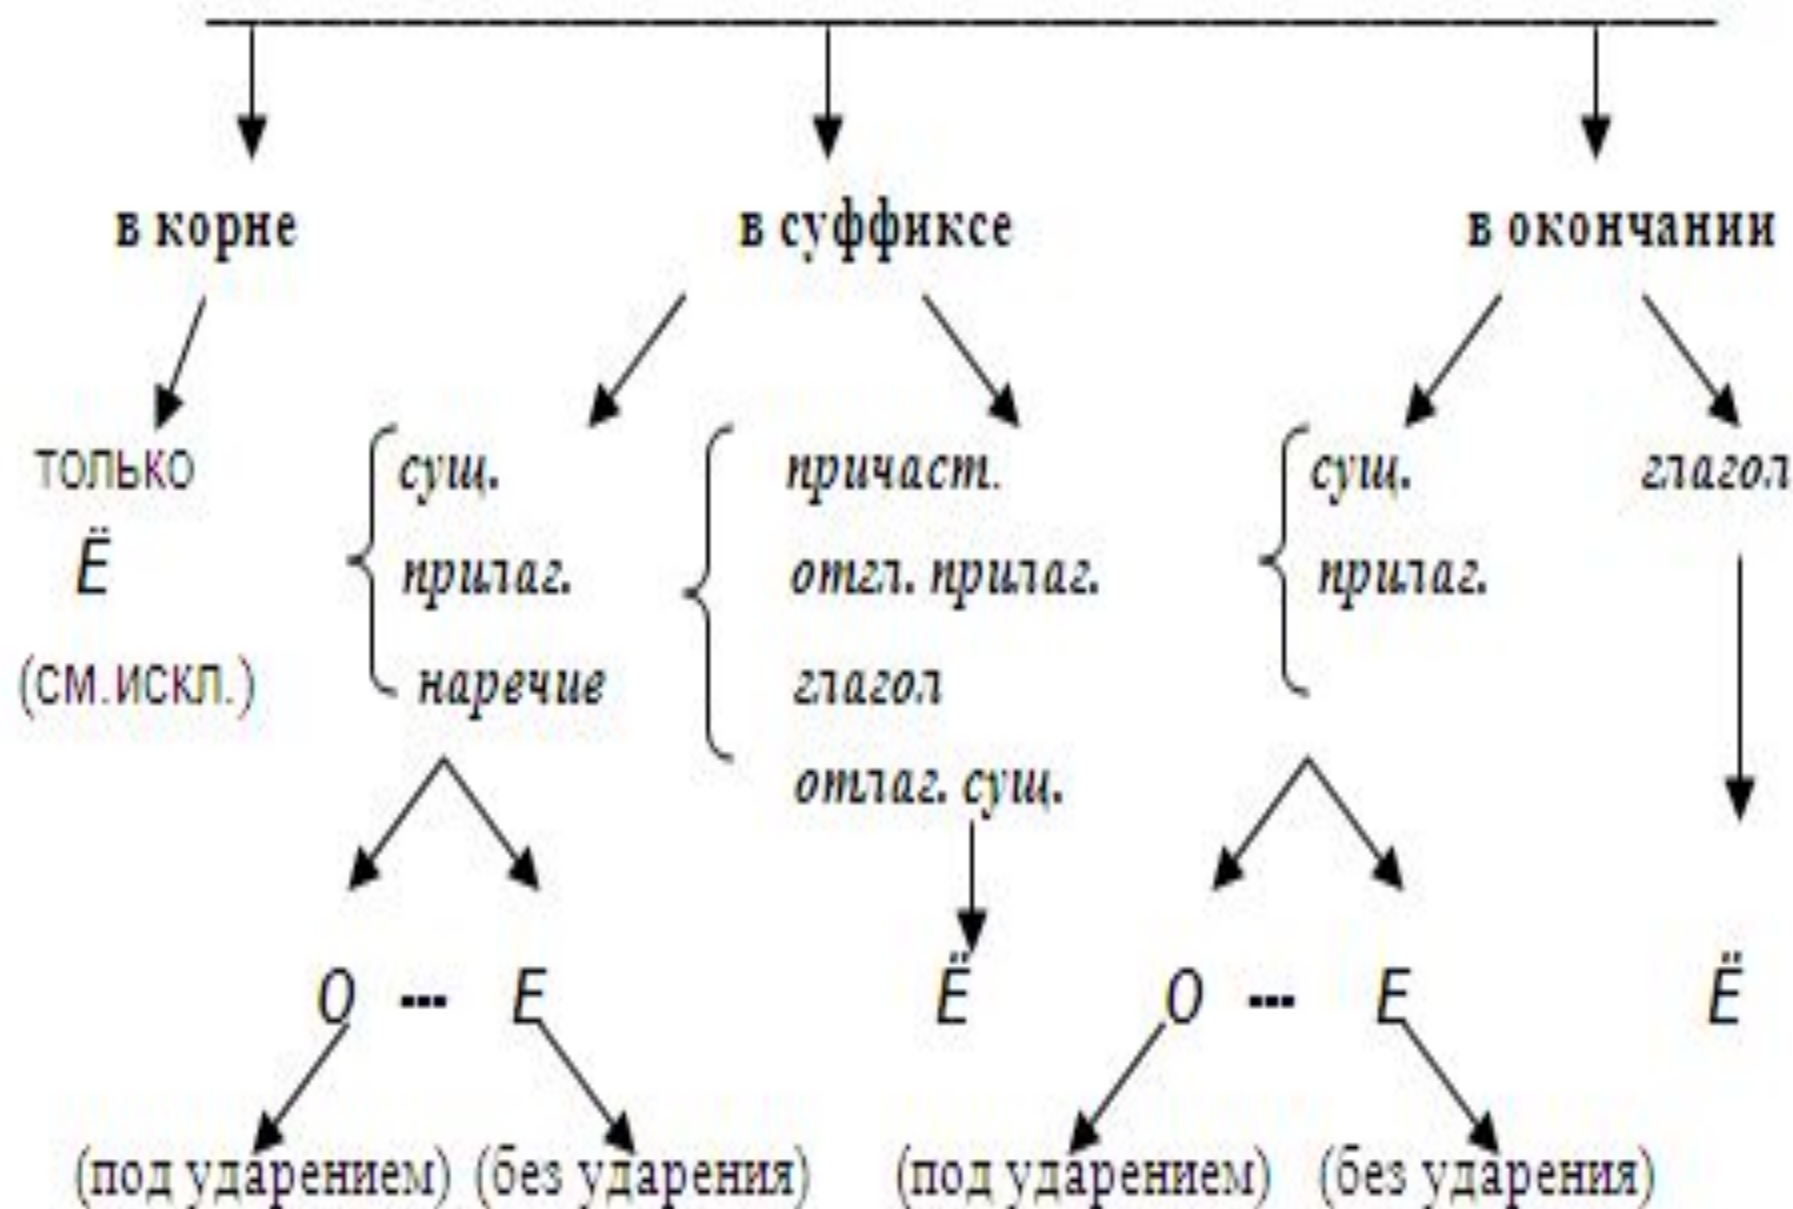 в корне в суффиксе в окончании
только сущ. причаст. сущ. глагол
Ё прилаг. отгл. прилаг. прилаг.
(см.искл.) наречие глагол
отлаг. сущ.
О --- Е Ё О --- Е Ё
(под ударением) (без ударения) (под ударением) (без ударения)